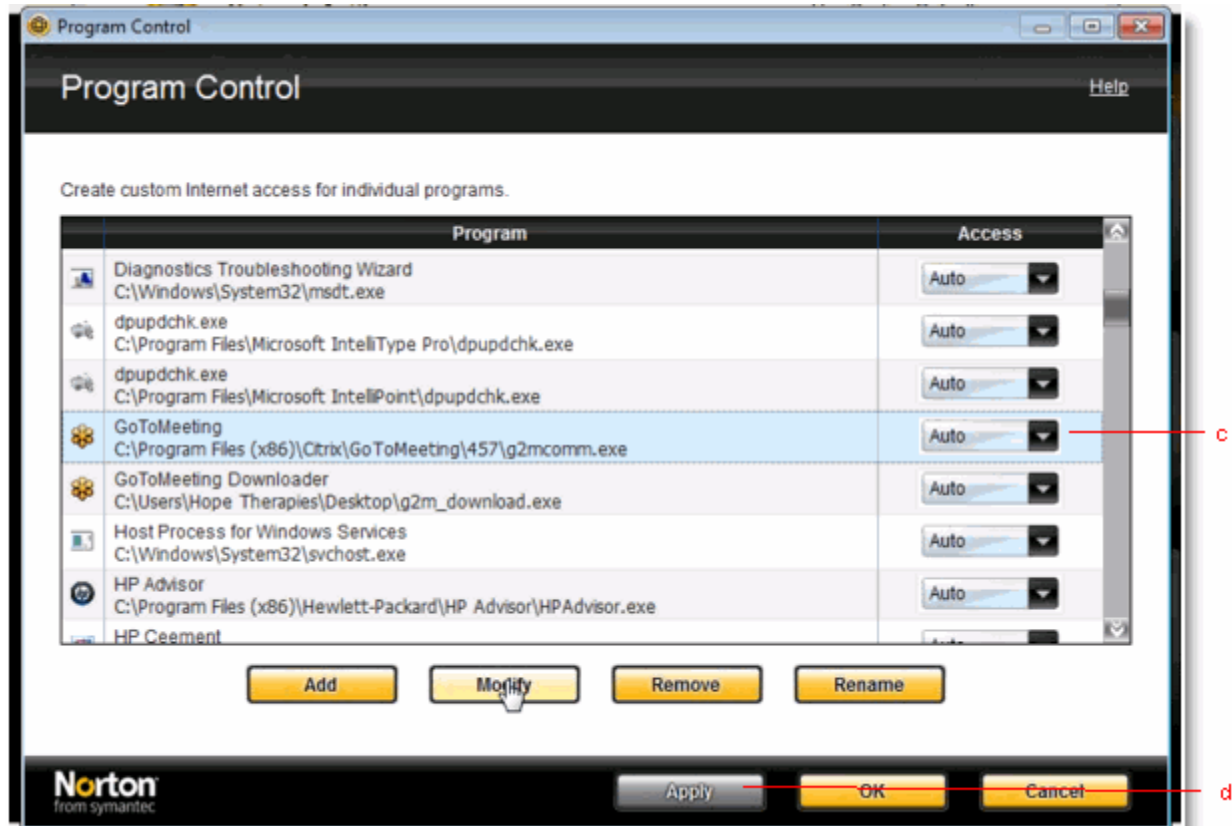 Program Control
Program Control
Help
Create custom Internet access for individual programs.
Program Access
Diagnostics Troubleshooting Wizard
C:\Windows\System32\msdt.exe
Auto
dpupdchk.exe
C:\Program Files\Microsoft IntelliType Pro\dpupdchk.exe
Auto
dpupdchk.exe
C:\Program Files\Microsoft IntelliPoint\dpupdchk.exe
Auto
GoToMeeting
C:\Program Files (x86)\Citrix\GoToMeeting\457\g2mcomm.exe
Auto
c
GoToMeeting Downloader
C:\Users\Hope Therapies\Desktop\g2m_download.exe
Auto
Host Process for Windows Services
C:\Windows\System32\svchost.exe
Auto
HP Advisor
C:\Program Files (x86)\Hewlett-Packard\HP Advisor\HPAdvisor.exe
Auto
HP Ceement
Add Modify Remove Rename
Norton
from symantec
Apply OK Cancel
d